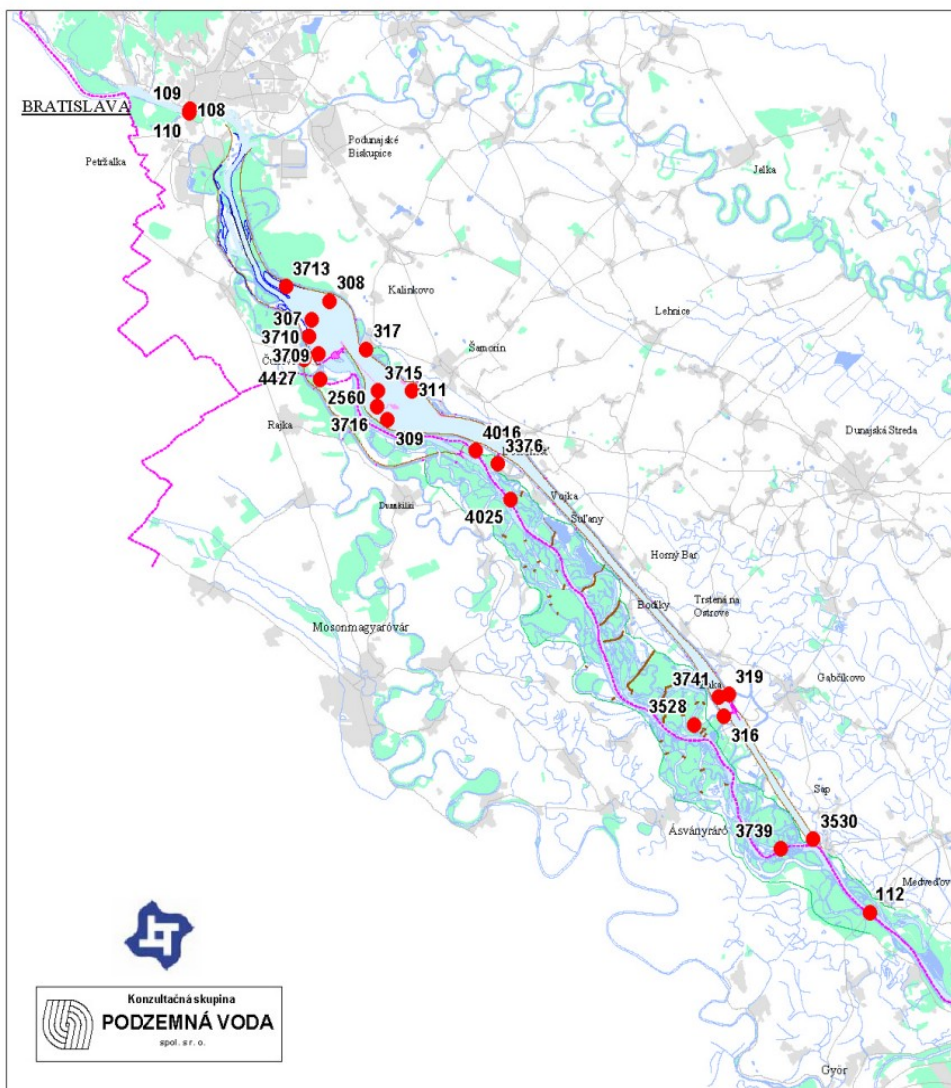 109
BRATISLAVA
108
110
Podunajské
Biskupice
Petržalka
Jelka
3713
308
Kalinkovo
307
Lehnice
3710
317
3709
Šamorín
4427
3715
311
2560
Rajka
3716
309
4016
Dunajská Streda
3376
Vojka
4025
Šuľany
Horný Bar
Bodíky
Trstená na
Ostrove
Mosonmagyaróvár
3741
319
Gabčíkovo
3528
316
Sap
Ásványráró
3739
3530
Medveďov
112
Konzultačná skupina
PODZEMNÁ VODA
spol. s r. o.
Győr